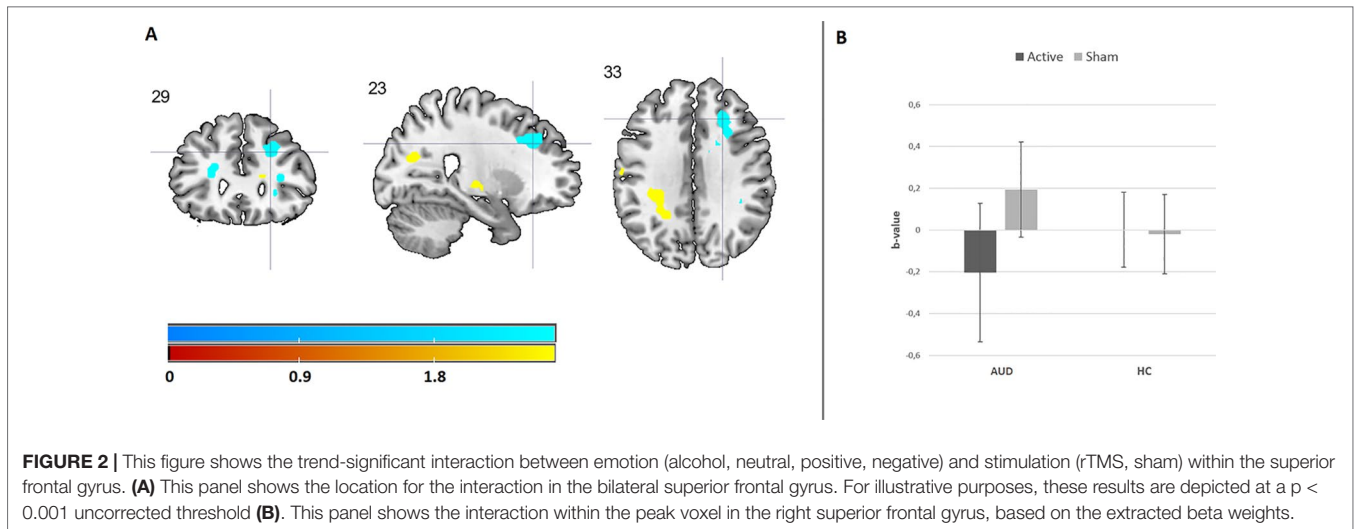 A
29
23
33
0
0.9
1.8
B
Active Sham
0,6
0,4
0,2
0
-0,2
-0,4
-0,6
b-value
AUD HC
FIGURE 2 | This figure shows the trend-significant interaction between emotion (alcohol, neutral, positive, negative) and stimulation (rTMS, sham) within the superior
frontal gyrus. (A) This panel shows the location for the interaction in the bilateral superior frontal gyrus. For illustrative purposes, these results are depicted at a p <
0.001 uncorrected threshold (B). This panel shows the interaction within the peak voxel in the right superior frontal gyrus, based on the extracted beta weights.